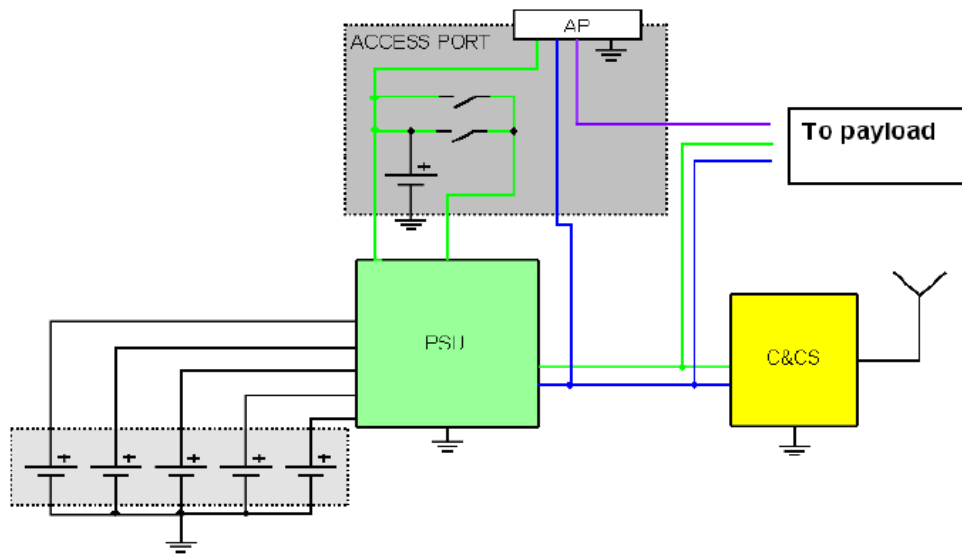 AP
ACCESS PORT
To payload
PSU
C&CS
+
+
+
+
+
+